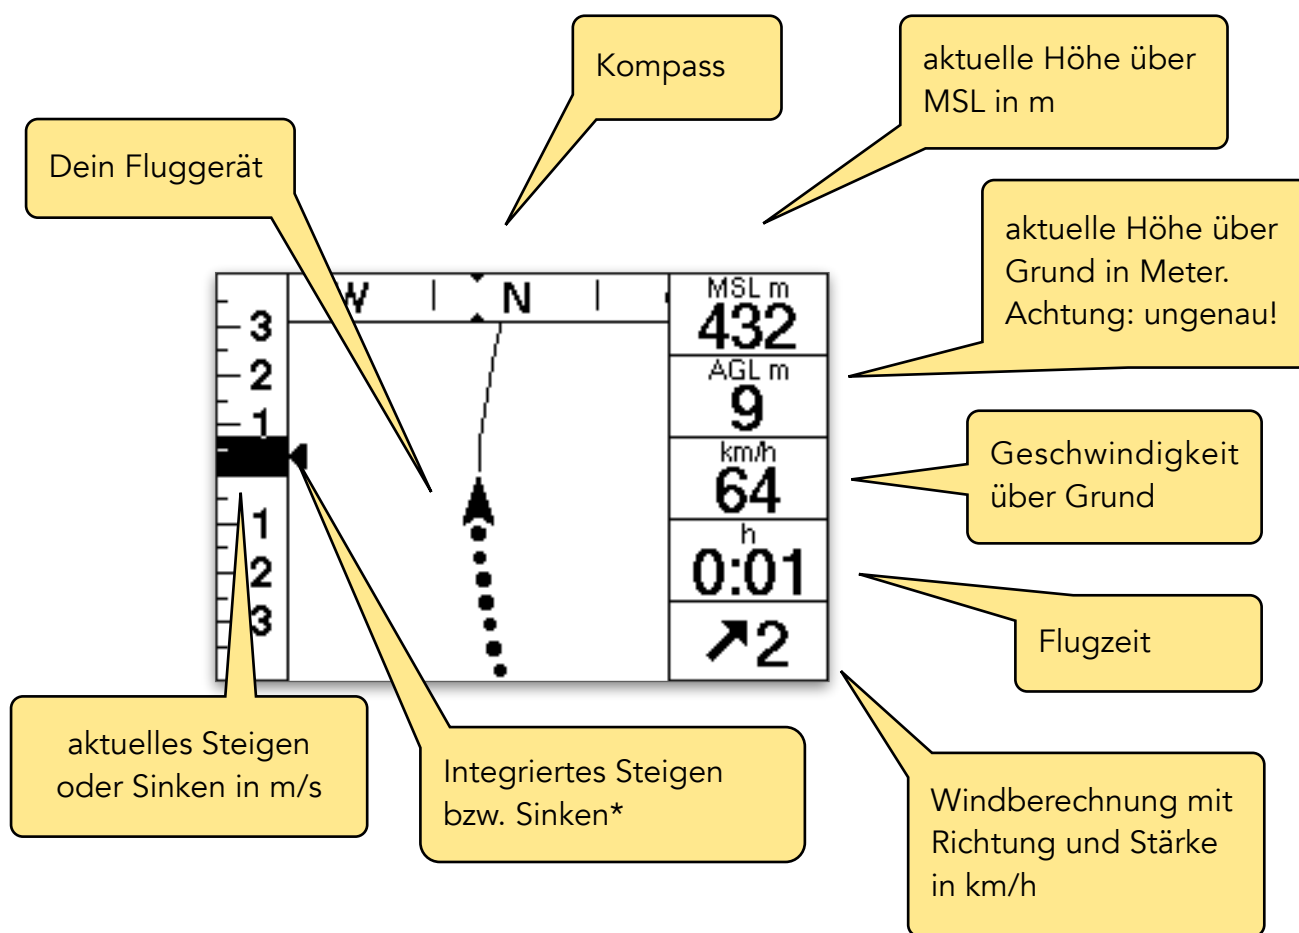 Kompass
aktuelle Höhe über
MSL in m
Dein Fluggerät
aktuelle Höhe über
Grund in Meter.
Achtung: ungenau!
W N
3
2
1
1
2
3
MSL m
432
AGL m
9
km/h
64
h
0:01
2
Geschwindigkeit
über Grund
Flugzeit
aktuelles Steigen
oder Sinken in m/s
Integriertes Steigen
bzw. Sinken*
Windberechnung mit
Richtung und Stärke
in km/h